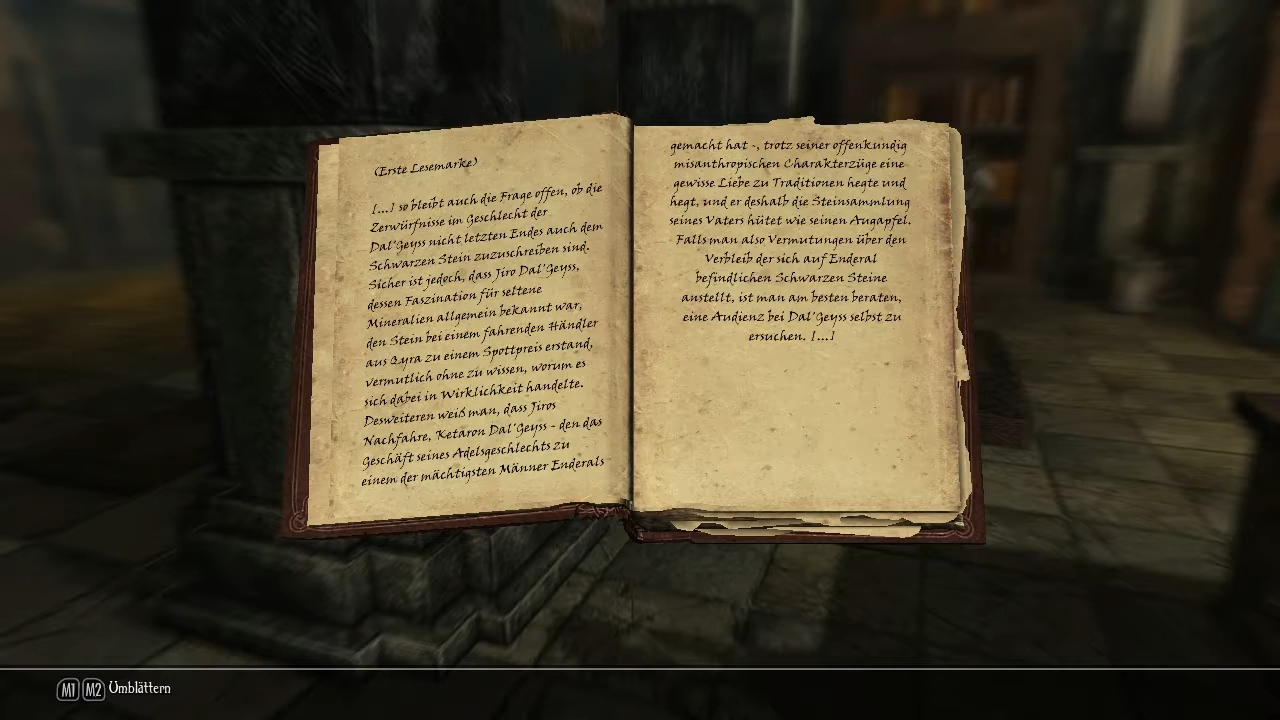 (Erste Lesemarke)
[...] so bleibt auch die Frage offen, ob die
Zerwürfnisse im Geschlecht der
Dal'Geyss nicht letzten Endes auch dem
Schwarzen Stein zuzuschreiben sind.
Sicher ist jedoch, dass Jiro Dal'Geyss,
dessen Faszination für seltene
Mineralien allgemein bekannt war,
den Stein bei einem fahrenden Händler
aus Qyra zu einem Spottpreis erstand,
vermutlich ohne zu wissen, worum es
sich dabei in Wirklichkeit handelte.
Desweiteren weiß man, dass Jiros
Nachfahre, Ketaron Dal'Geyss - den das
Geschäft seines Adelsgeschlechts zu
einem der mächtigsten Männer Enderals
gemacht hat -, trotz seiner offenkundig
misanthropischen Charakterzüge eine
gewisse Liebe zu Traditionen hegte und
hegt, und er deshalb die Steinsammlung
seines Vaters hütet wie seinen Augapfel.
Falls man also Vermutungen über den
Verbleib der sich auf Enderal
befindlichen Schwarzen Steine
anstellt, ist man am besten beraten,
eine Audienz bei Dal'Geyss selbst zu
ersuchen. [...]
M1 M2 Umblättern